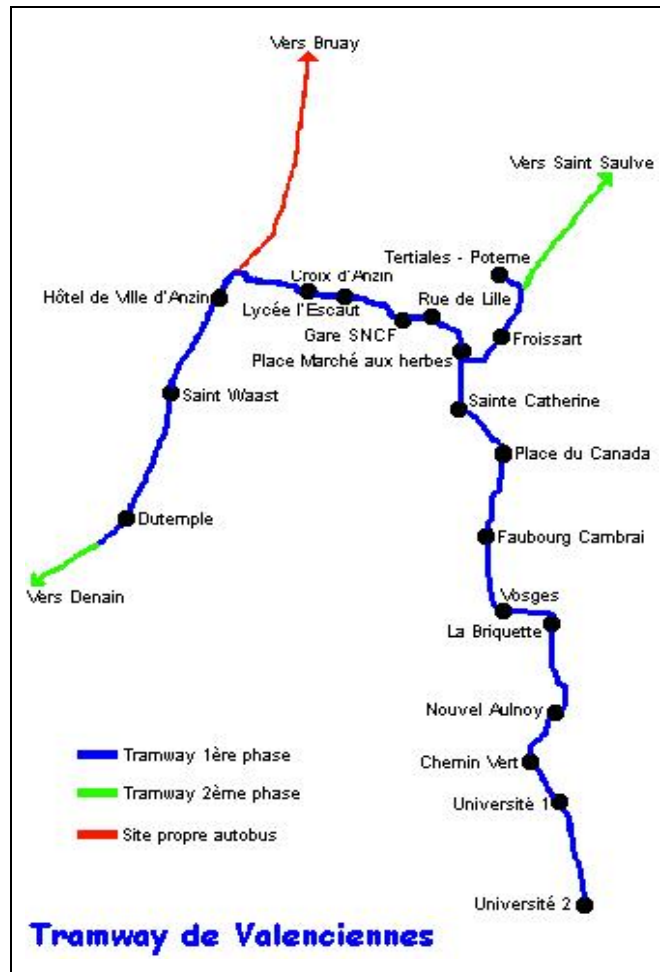 Vers Bruay
Vers Saint Saulve
Tertiales - Poterne
Croix d'Anzin
Hôtel de Ville d'Anzin
Lycée l'Escaut
Rue de Lille
Gare SNCF
Froissart
Place Marché aux herbes
Saint Waast
Sainte Catherine
Place du Canada
Dutemple
Faubourg Cambrai
Vers Denain
Vosges
La Briquette
Nouvel Aulnoy
Tramway 1ère phase
Chemin Vert
Tramway 2ème phase
Université 1
Site propre autobus
Université 2
Tramway de Valenciennes